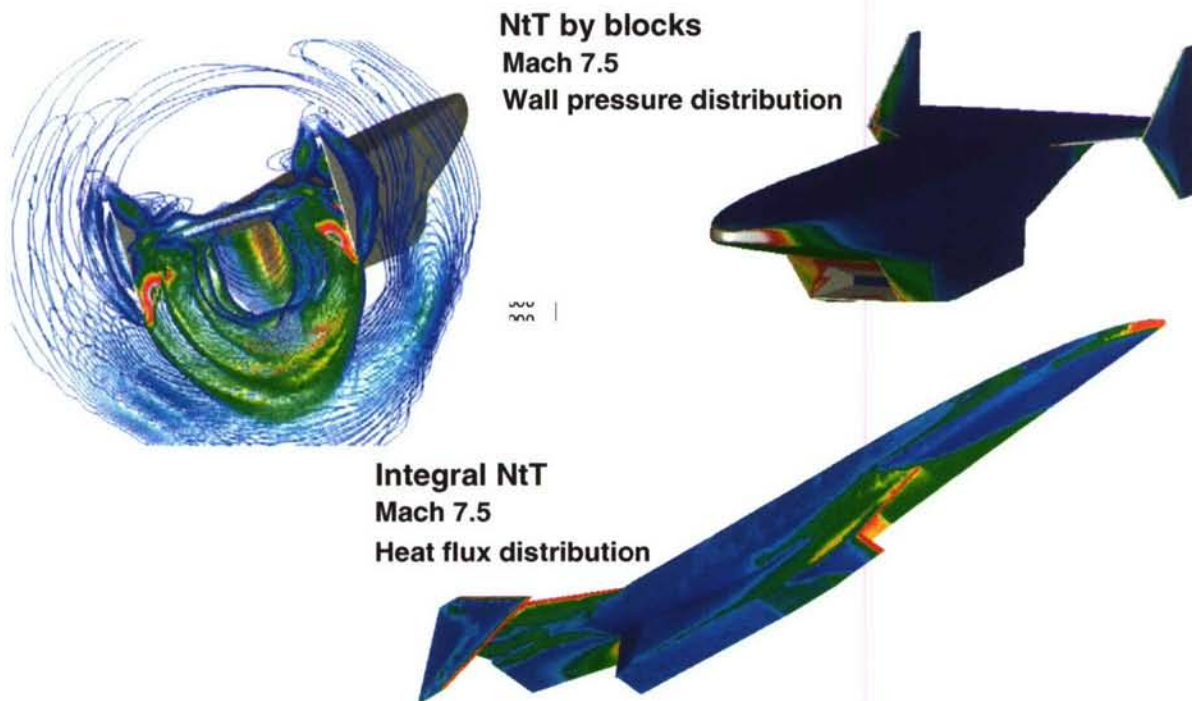 NtT by blocks
Mach 7.5
Wall pressure distribution
Integral NtT
Mach 7.5
Heat flux distribution